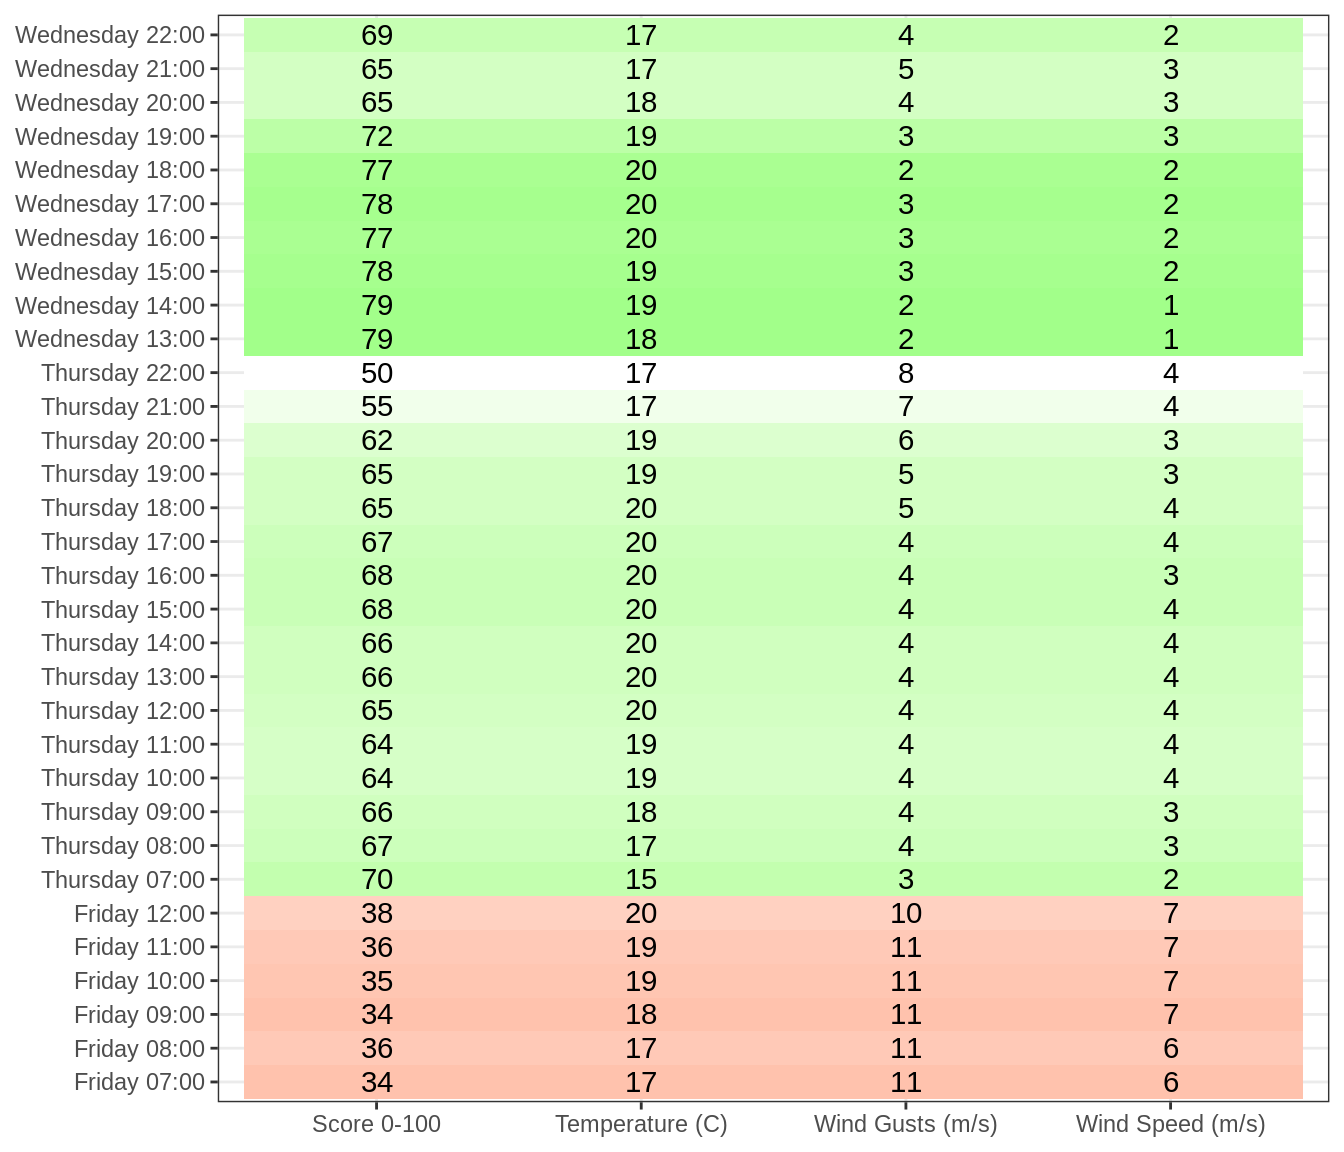 Wednesday 22:00 69 17 4 2
Wednesday 21:00 65 17 5 3
Wednesday 20:00 65 18 4 3
Wednesday 19:00 72 19 3 3
Wednesday 18:00 77 20 2 2
Wednesday 17:00 78 20 3 2
Wednesday 16:00 77 20 3 2
Wednesday 15:00 78 19 3 2
Wednesday 14:00 79 19 2 1
Wednesday 13:00 79 18 2 1
Thursday 22:00 50 17 8 4
Thursday 21:00 55 17 7 4
Thursday 20:00 62 19 6 3
Thursday 19:00 65 19 5 3
Thursday 18:00 65 20 5 4
Thursday 17:00 67 20 4 4
Thursday 16:00 68 20 4 3
Thursday 15:00 68 20 4 4
Thursday 14:00 66 20 4 4
Thursday 13:00 66 20 4 4
Thursday 12:00 65 20 4 4
Thursday 11:00 64 19 4 4
Thursday 10:00 64 19 4 4
Thursday 09:00 66 18 4 3
Thursday 08:00 67 17 4 3
Thursday 07:00 70 15 3 2
Friday 12:00 38 20 10 7
Friday 11:00 36 19 11 7
Friday 10:00 35 19 11 7
Friday 09:00 34 18 11 7
Friday 08:00 36 17 11 6
Friday 07:00 34 17 11 6
Score 0-100 Temperature (C) Wind Gusts (m/s) Wind Speed (m/s)